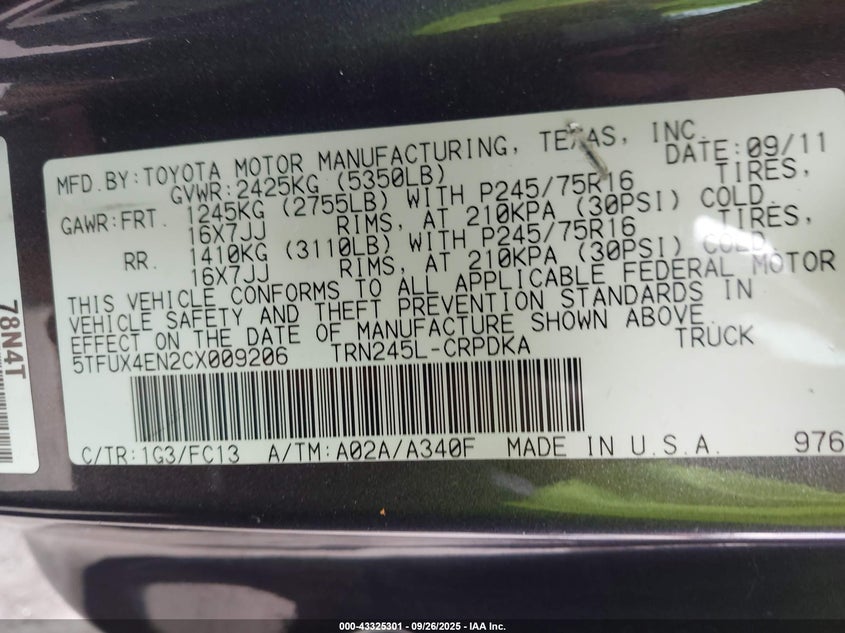 MFD. BY: TOYOTA MOTOR MANUFACTURING, TEXAS, INC.
DATE: 09/11
GVWR: 2425KG (5350LB)
GAWR: FRT. 1245KG (2755LB) WITH P245/75R16 TIRES,
16X7JJ RIMS, AT 210KPA (30PSI) COLD.
RR. 1410KG (3110LB) WITH P245/75R16 TIRES,
16X7JJ RIMS, AT 210KPA (30PSI) COLD.
THIS VEHICLE CONFORMS TO ALL APPLICABLE FEDERAL MOTOR
VEHICLE SAFETY AND THEFT PREVENTION STANDARDS IN
EFFECT ON THE DATE OF MANUFACTURE SHOWN ABOVE.
5TFUX4EN2CX009206 TRN245L-CRPDKA TRUCK
C/TR: 1G3/FC13 A/TM: A02A/A340F MADE IN U.S.A. 976
78N4T
000-43325301 - 09/26/2025 - IAA Inc.